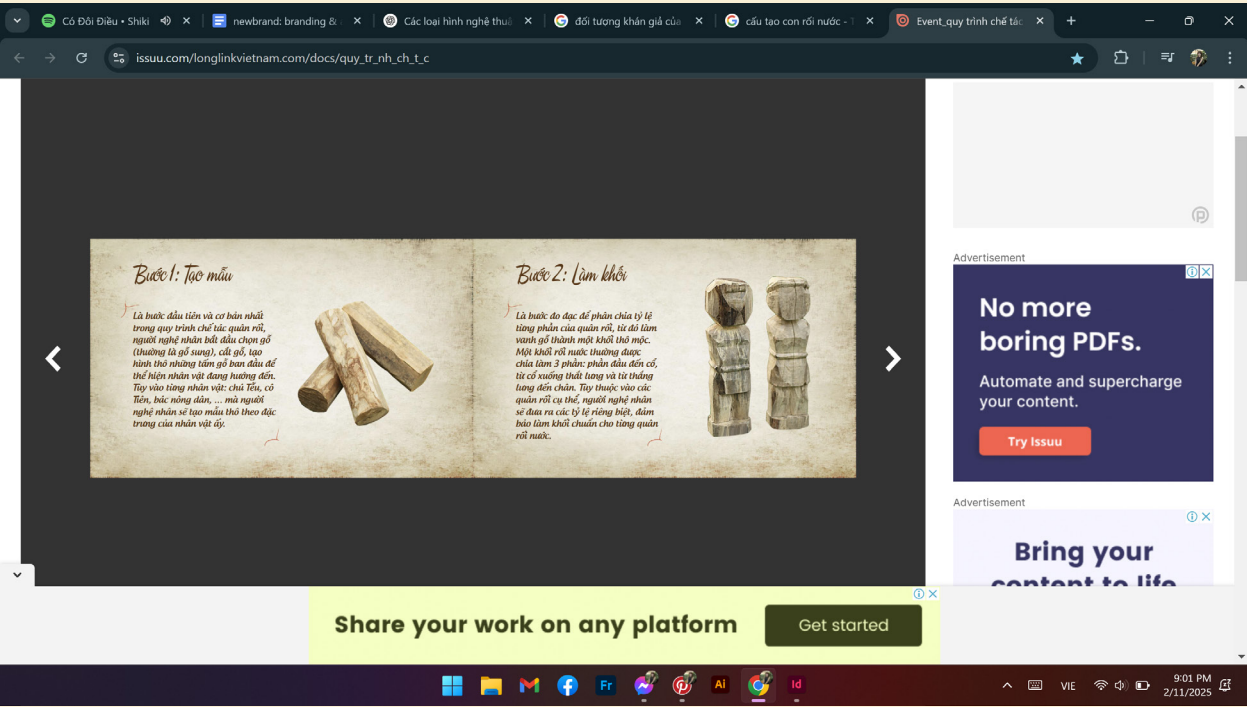 Có Đôi Điều • Shiki
newbrand: branding &
Các loại hình nghệ thuậ
đối tượng khán giả của
cấu tạo con rối nước - T
Event_quy trình chế tác
issuu.com/longlinkvietnam.com/docs/quy_tr_nh_ch_t_c
Bước 1: Tạo mẫu
Là bước đầu tiên và cơ bản nhất
trong quy trình chế tác quân rối,
người nghệ nhân bắt đầu chọn gỗ
(thường là gỗ sung), cắt gỗ, tạo
hình thô những tấm gỗ ban đầu để
thể hiện nhân vật đang hướng đến.
Tùy vào từng nhân vật: chú Tễu, cô
Tiên, bác nông dân, ... mà người
nghệ nhân sẽ tạo mẫu thô theo đặc
trưng của nhân vật ấy.
Bước 2: Làm khối
Là bước đo đạc để phân chia tỷ lệ
từng phần của quân rối, từ đó làm
vanh gỗ thành một khối thô mộc.
Một khối rối nước thường được
chia làm 3 phần: phần đầu đến cổ,
từ cổ xuống thắt lưng và từ thắng
lưng đến chân. Tùy thuộc vào các
quân rối cụ thể, người nghệ nhân
sẽ đưa ra các tỷ lệ riêng biệt, đảm
bảo làm khối chuẩn cho từng quân
rối nước.
Advertisement
No more
boring PDFs.
Automate and supercharge
your content.
Try Issuu
Advertisement
Bring your
content to life
Share your work on any platform
Get started
Fr
Ai
Id
VIE
9:01 PM
2/11/2025